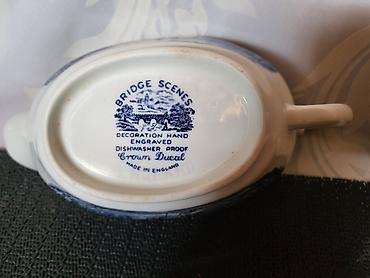 BRIDGE SCENES
DECORATION HAND
ENGRAVED
DISHWASHER PROOF
Crown Ducal
MADE IN ENGLAND